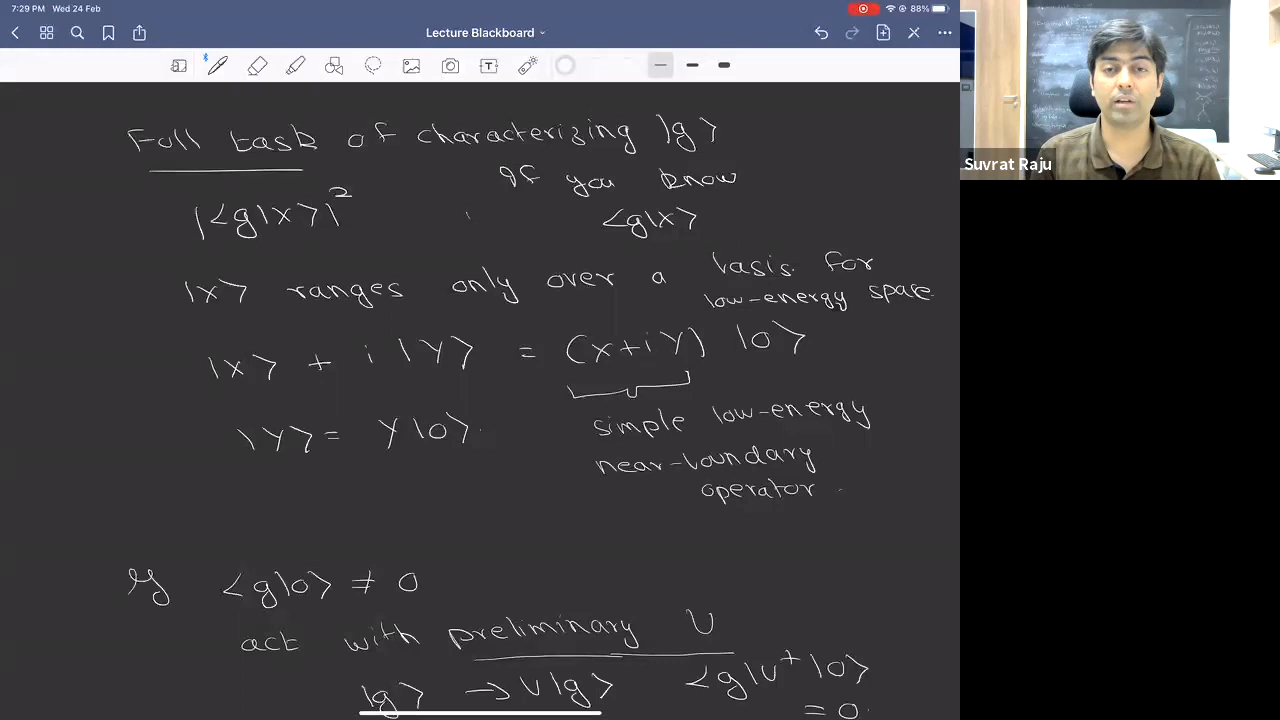 7:29 PM Wed 24 Feb
88%
Lecture Blackboard
T
Full task of characterizing |g>
If you know
|<g|x>|²
<g|x>
|x> ranges only over a basis for
low-energy space.
|x> + i |Y> = (x+iY) |0>
simple low-energy
|Y> = Y|0>.
near-boundary
operator.
If <g|0> ≠ 0
act with preliminary U
|g> → U|g> <g|U† |0>
= 0.
Suvrat Raju